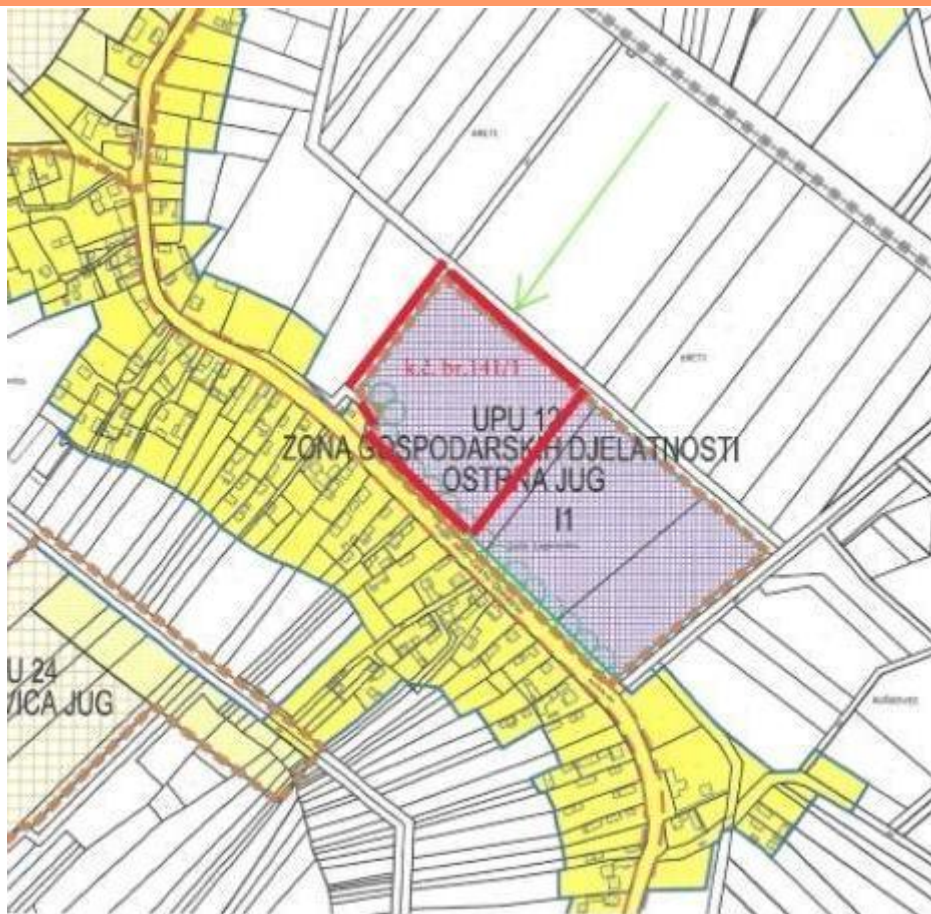 k.č. br.141/1
UPU 12
ZONA GOSPODARSKIH DJELATNOSTI
OSTRNA JUG
I1
U 24
VICA JUG